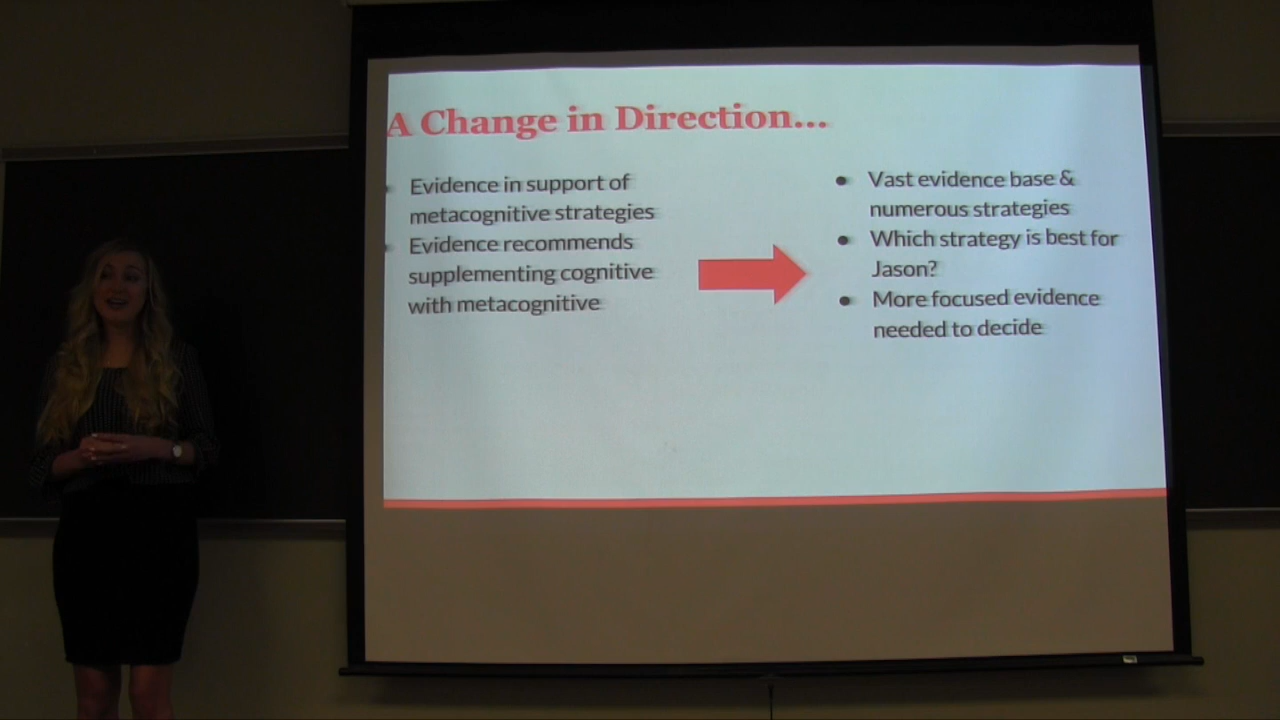 A Change in Direction...
Evidence in support of
metacognitive strategies
Evidence recommends
supplementing cognitive
with metacognitive
Vast evidence base &
numerous strategies
Which strategy is best for
Jason?
More focused evidence
needed to decide